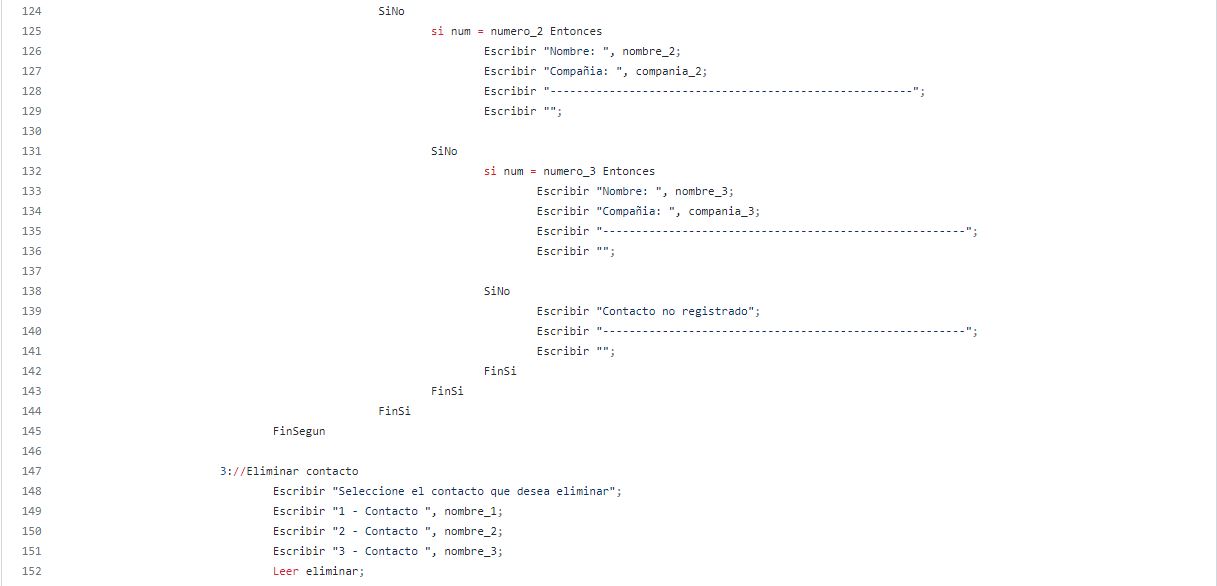 124 SiNo
125 si num = numero_2 Entonces
126 Escribir "Nombre: ", nombre_2;
127 Escribir "Compañia: ", compania_2;
128 Escribir "-------------------------------------------------------";
129 Escribir "";
130
131 SiNo
132 si num = numero_3 Entonces
133 Escribir "Nombre: ", nombre_3;
134 Escribir "Compañia: ", compania_3;
135 Escribir "-------------------------------------------------------";
136 Escribir "";
137
138 SiNo
139 Escribir "Contacto no registrado";
140 Escribir "-------------------------------------------------------";
141 Escribir "";
142 FinSi
143 FinSi
144 FinSi
145 FinSegun
146
147 3://Eliminar contacto
148 Escribir "Seleccione el contacto que desea eliminar";
149 Escribir "1 - Contacto ", nombre_1;
150 Escribir "2 - Contacto ", nombre_2;
151 Escribir "3 - Contacto ", nombre_3;
152 Leer eliminar;